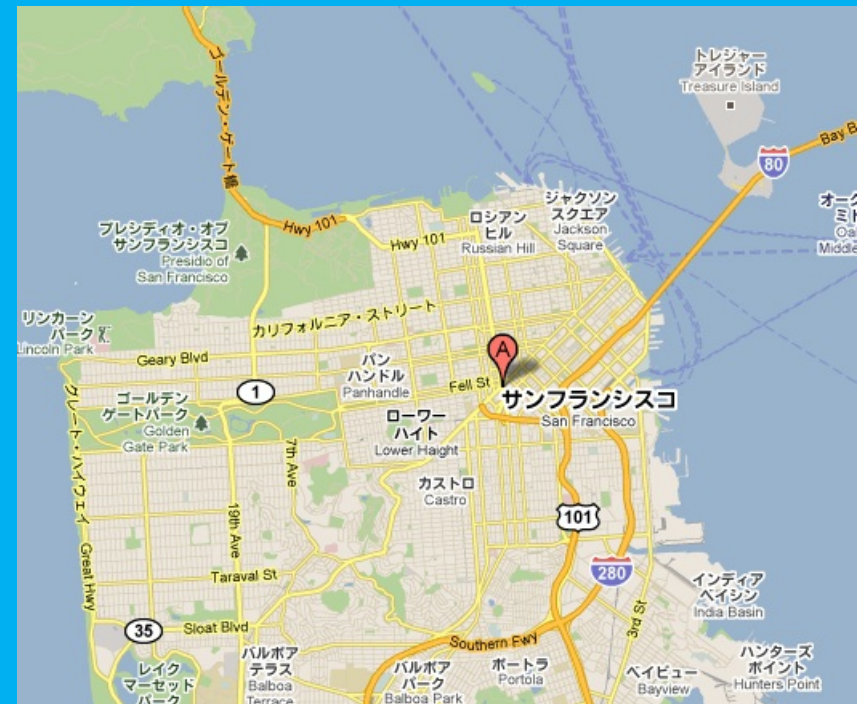 ゴールデン・ゲート橋
トレジャー
アイランド
Treasure Island
Bay B
80
プレシディオ・オブ
サンフランシスコ
Presidio of
San Francisco
Hwy 101
Hwy 101
ロシアン
ヒル
Russian Hill
ジャクソン
スクエア
Jackson
Square
オーク
ミド
Oa
Middle
リンカーン
パーク
Lincoln Park
カリフォルニア・ストリート
Geary Blvd
1
パン
ハンドル
Panhandle
Fell St
A
サンフランシスコ
San Francisco
ゴールデン
ゲートパーク
Golden
Gate Park
ローワー
ハイト
Lower Haight
グレート・ハイウェイ
Great Hwy
7th Ave
19th Ave
カストロ
Castro
101
280
Taraval St
インディア
ベイシン
India Basin
35
Sloat Blvd
3rd St
Southern Fwy
レイク
マーセッド
パーク
バルボア
テラス
Balboa
Terrace
バルボア
パーク
Balboa Park
ポートラ
Portola
ベイビュー
Bayview
ハンターズ
ポイント
Hunters Point